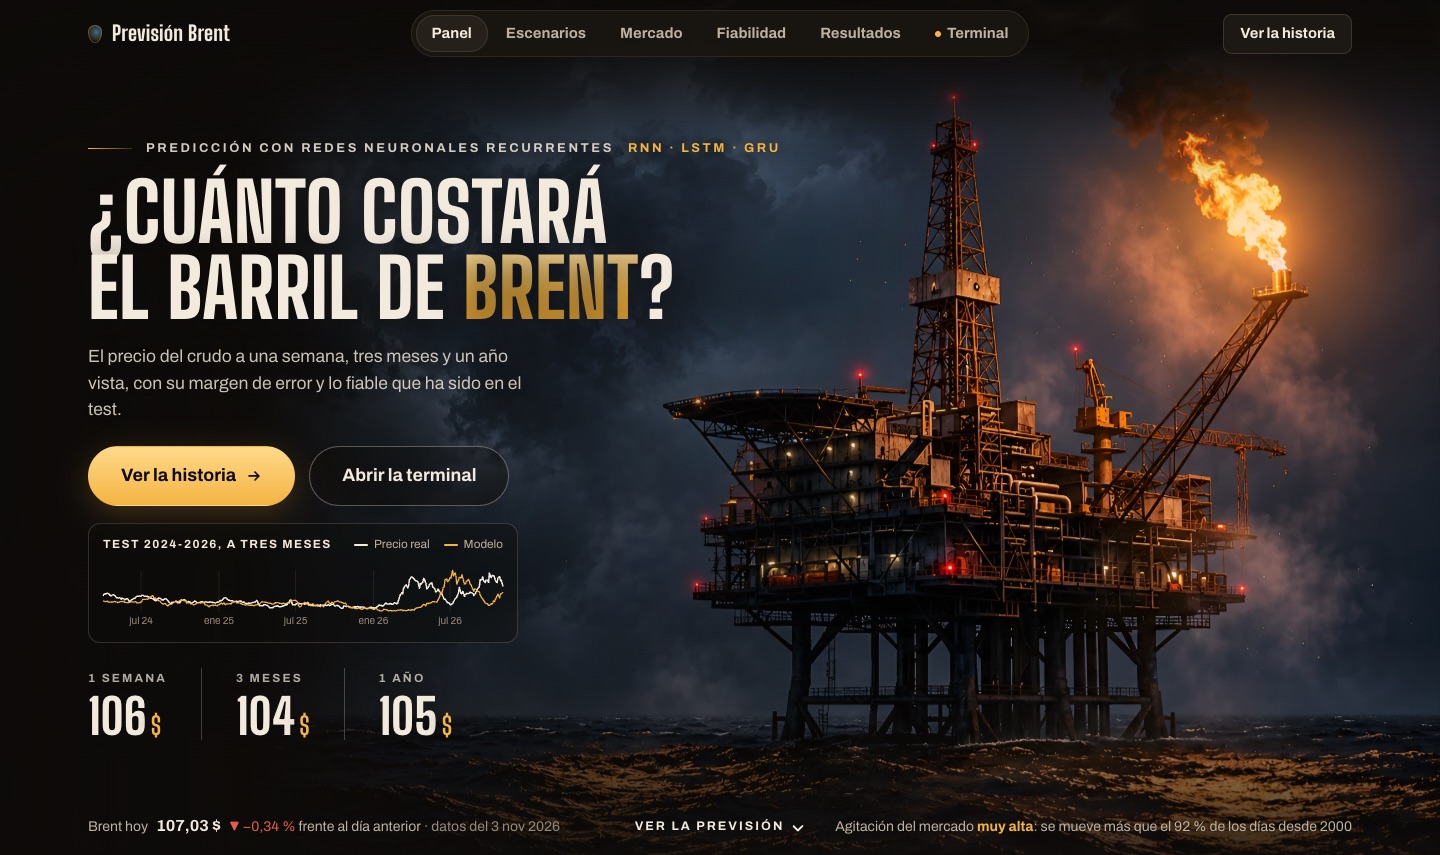 Previsión Brent
Panel
Escenarios
Mercado
Fiabilidad
Resultados
Terminal
Ver la historia
PREDICCIÓN CON REDES NEURONALES RECURRENTES RNN · LSTM · GRU
¿CUÁNTO COSTARÁ
EL BARRIL DE BRENT?
El precio del crudo a una semana, tres meses y un año
vista, con su margen de error y lo fiable que ha sido en el
test.
Ver la historia →
Abrir la terminal
TEST 2024-2026, A TRES MESES
Precio real
Modelo
jul 24
ene 25
jul 25
ene 26
jul 26
1 SEMANA
106 $
3 MESES
104 $
1 AÑO
105 $
Brent hoy 107,03 $ ▼ −0,34 % frente al día anterior · datos del 3 nov 2026
VER LA PREVISIÓN
Agitación del mercado muy alta: se mueve más que el 92 % de los días desde 2000